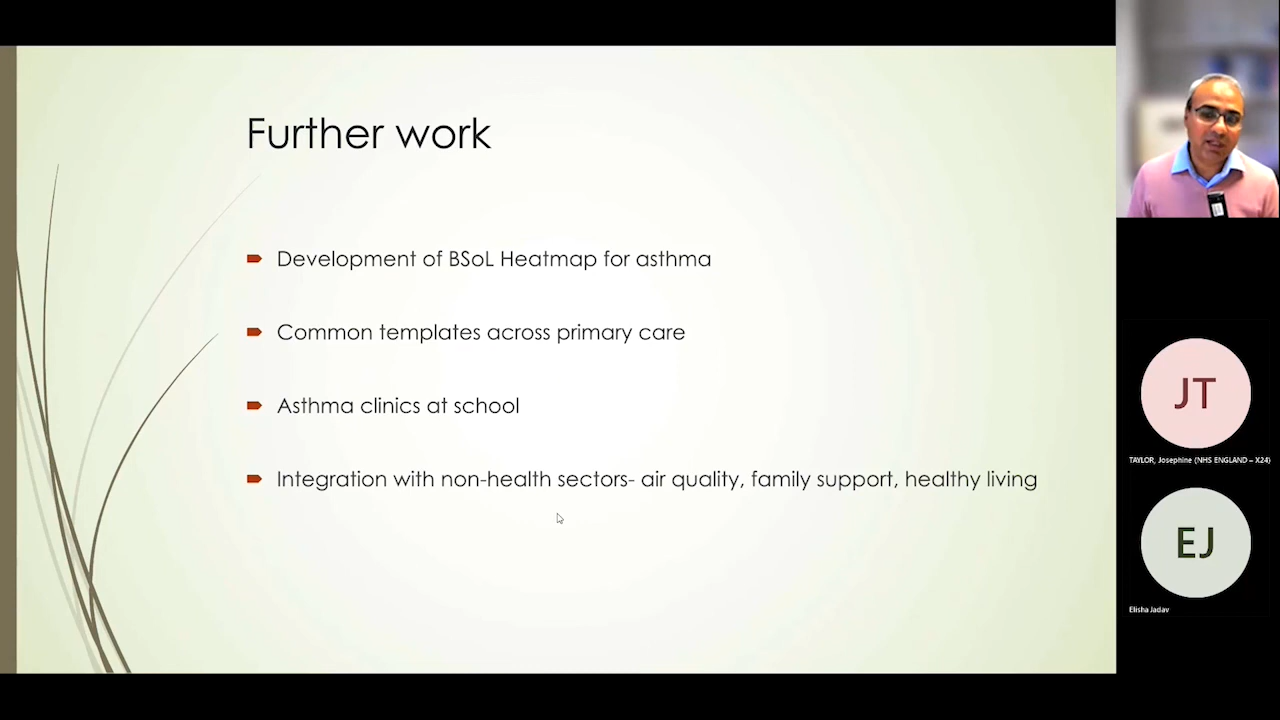 Further work
Development of BSoL Heatmap for asthma
Common templates across primary care
Asthma clinics at school
Integration with non-health sectors- air quality, family support, healthy living
JT
TAYLOR, Josephine (NHS ENGLAND – X24)
EJ
Elisha Jadav